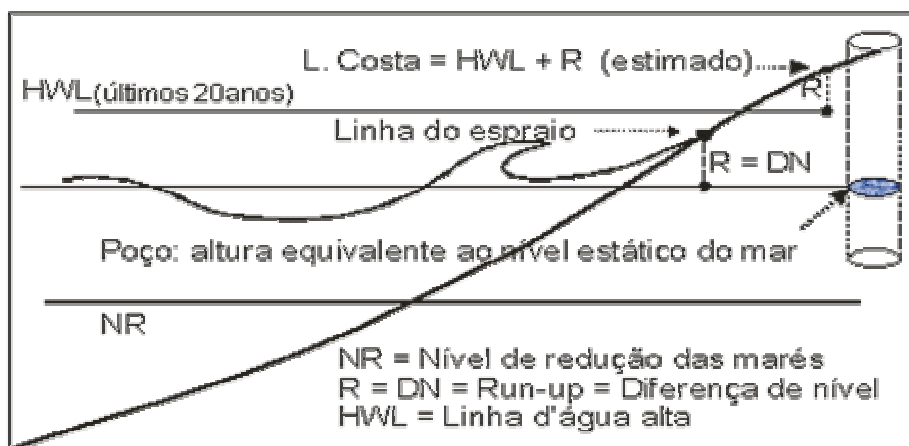 L. Costa = HWL + R (estimado)
HWL(últimos 20anos)
R
Linha do espraio
R = DN
Poço: altura equivalente ao nível estático do mar
NR
NR = Nível de redução das marés
R = DN = Run-up = Diferença de nível
HWL = Linha d'água alta